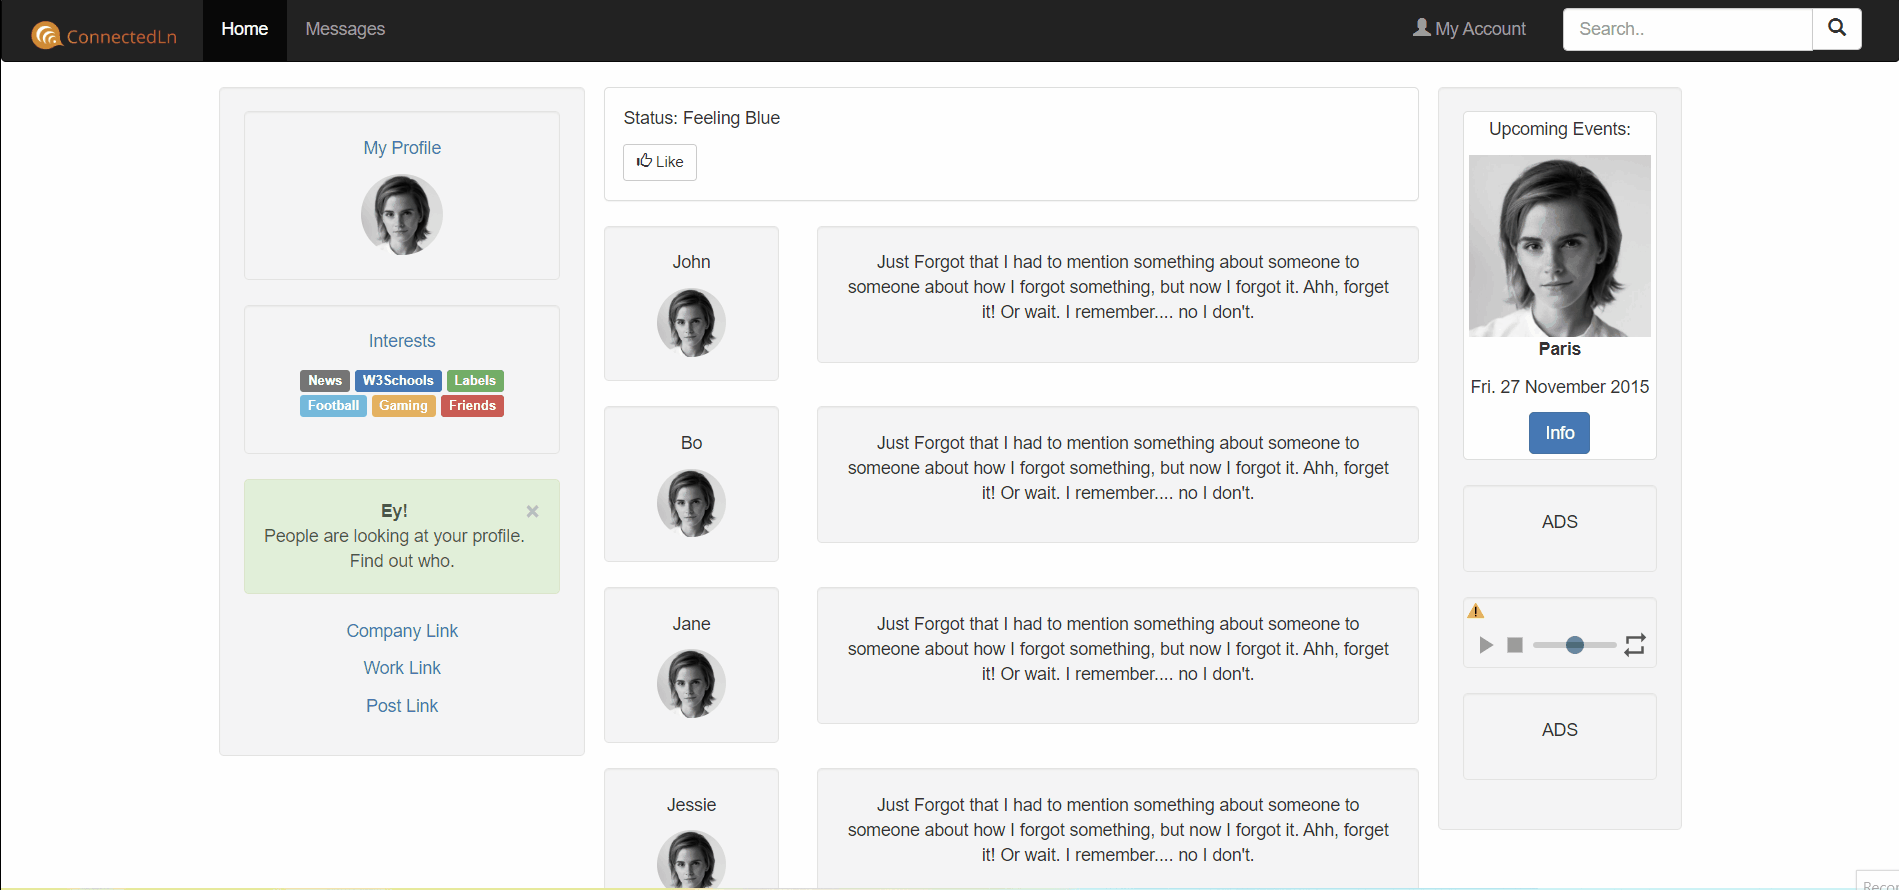 ConnectedLn
Home
Messages
My Account
Search..
My Profile
Interests
News W3Schools Labels
Football Gaming Friends
Ey!
×
People are looking at your profile.
Find out who.
Company Link
Work Link
Post Link
Status: Feeling Blue
Like
John
Just Forgot that I had to mention something about someone to
someone about how I forgot something, but now I forgot it. Ahh, forget
it! Or wait. I remember.... no I don't.
Bo
Just Forgot that I had to mention something about someone to
someone about how I forgot something, but now I forgot it. Ahh, forget
it! Or wait. I remember.... no I don't.
Jane
Just Forgot that I had to mention something about someone to
someone about how I forgot something, but now I forgot it. Ahh, forget
it! Or wait. I remember.... no I don't.
Jessie
Just Forgot that I had to mention something about someone to
someone about how I forgot something, but now I forgot it. Ahh, forget
it! Or wait. I remember.... no I don't.
Upcoming Events:
Paris
Fri. 27 November 2015
Info
ADS
ADS